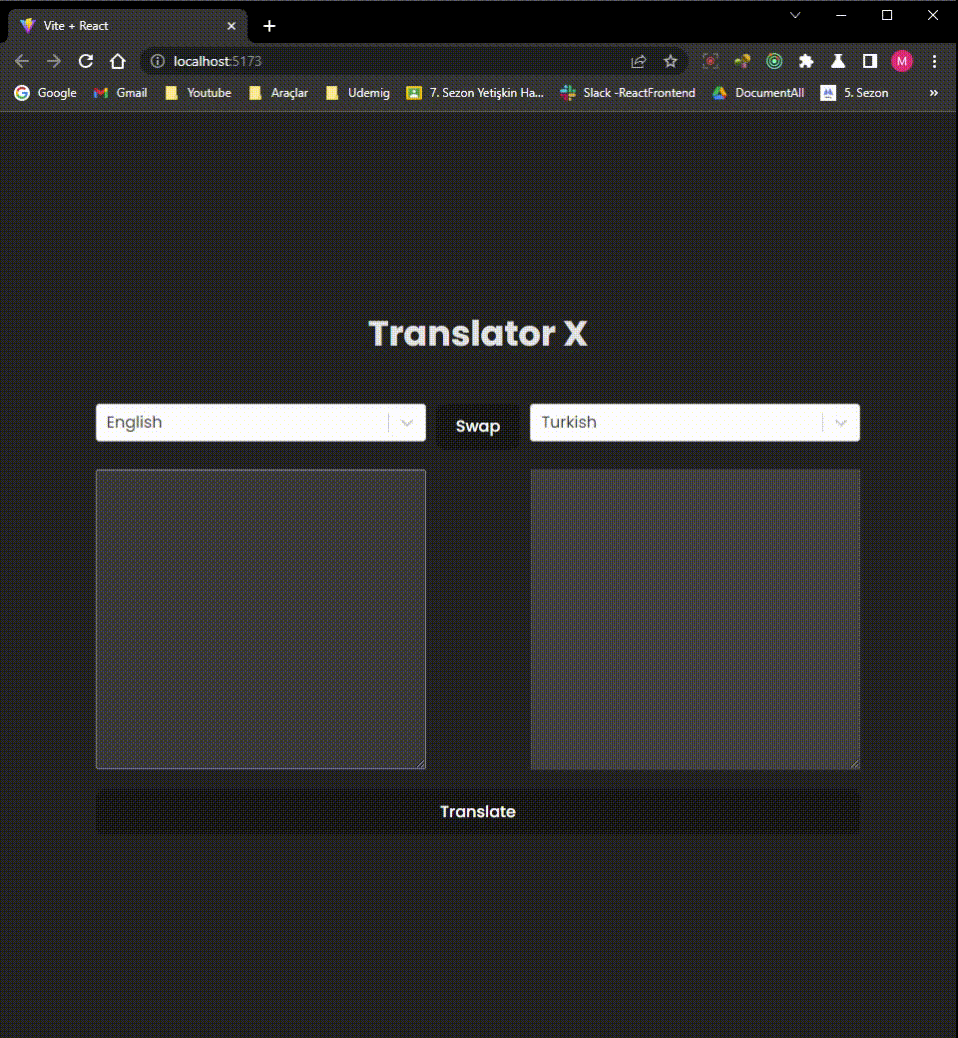 Vite + React
localhost:5173
M
Google Gmail Youtube Araçlar Udemig 7. Sezon Yetişkin Ha... Slack -ReactFrontend DocumentAll 5. Sezon »
Translator X
English Swap Turkish
Translate